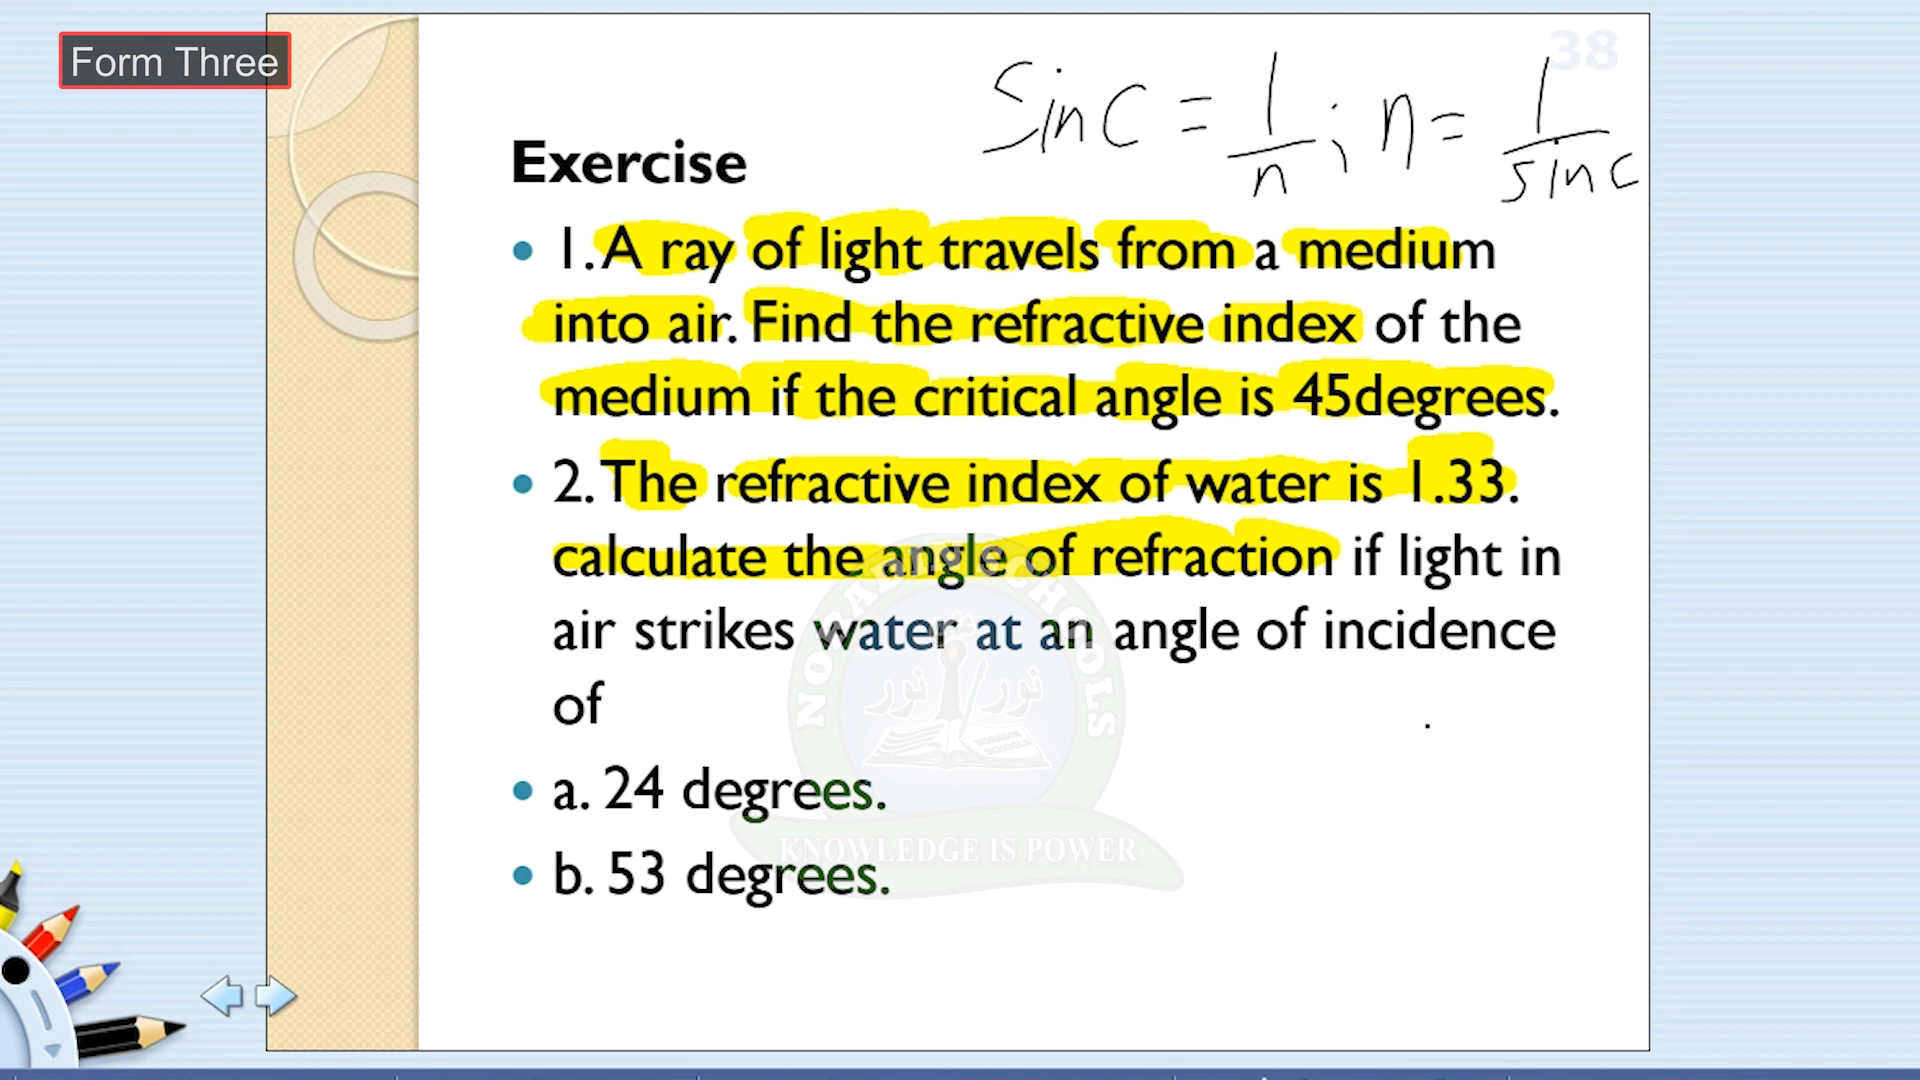 Form Three
38
sin c = 1/n ; n = 1/sin c
Exercise
1. A ray of light travels from a medium
into air. Find the refractive index of the
medium if the critical angle is 45degrees.
2. The refractive index of water is 1.33.
calculate the angle of refraction if light in
air strikes water at an angle of incidence
of
a. 24 degrees.
b. 53 degrees.
نور نور
KNOWLEDGE IS POWER